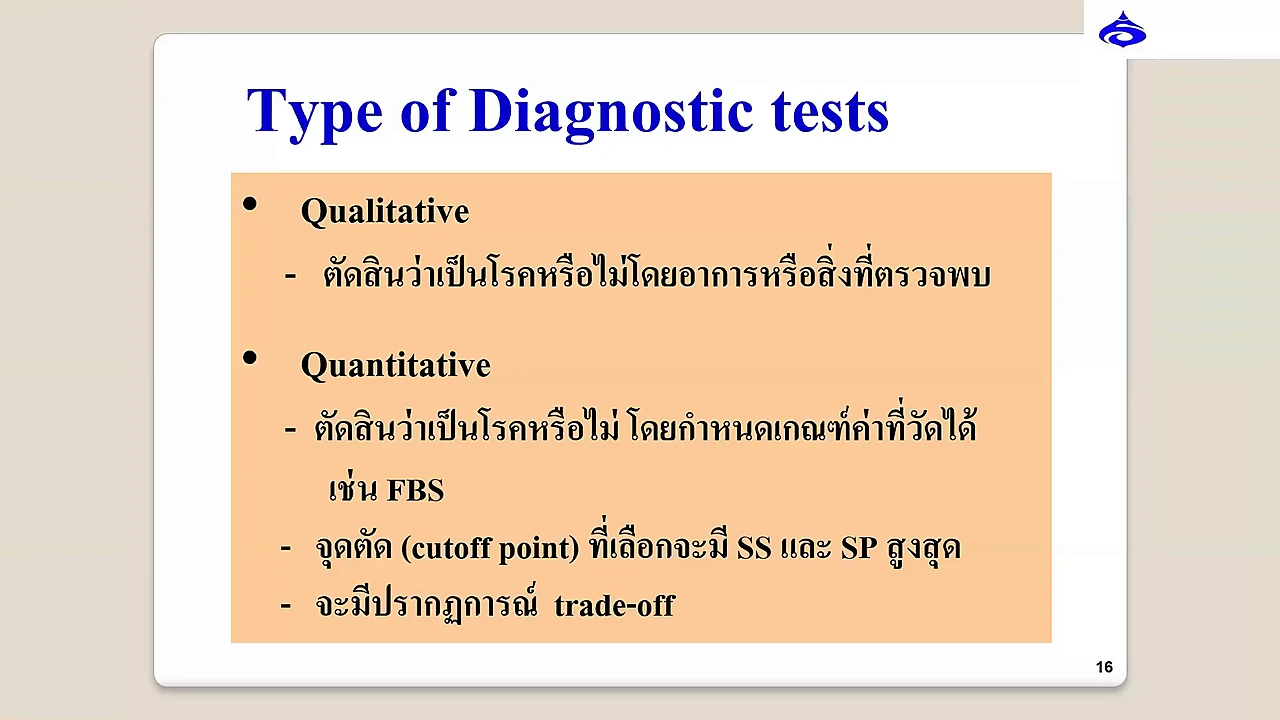 Type of Diagnostic tests
• Qualitative
- ตัดสินว่าเป็นโรคหรือไม่โดยอาการหรือสิ่งที่ตรวจพบ
• Quantitative
- ตัดสินว่าเป็นโรคหรือไม่ โดยกำหนดเกณฑ์ค่าที่วัดได้
เช่น FBS
- จุดตัด (cutoff point) ที่เลือกจะมี SS และ SP สูงสุด
- จะมีปรากฏการณ์ trade-off
16